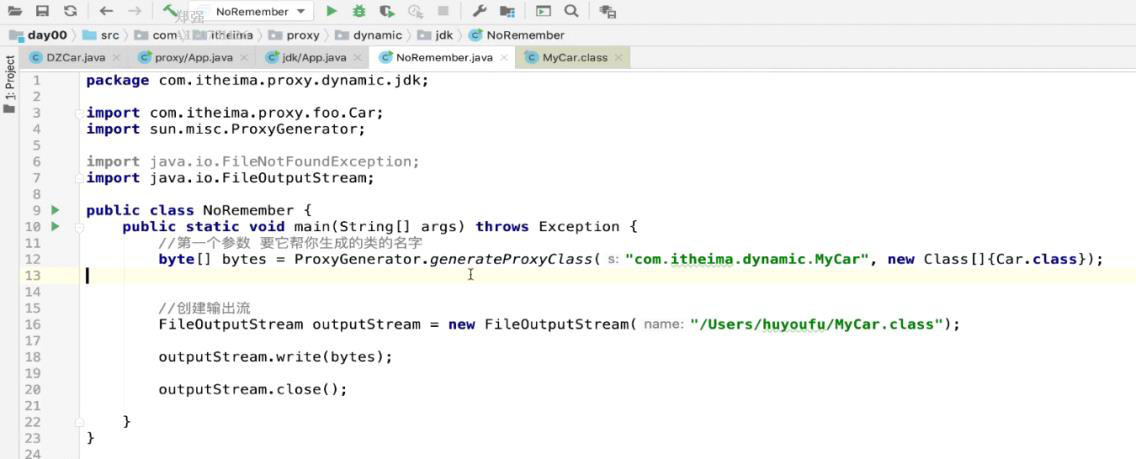 郑强
NoRemember
day00 src com itheima proxy dynamic jdk NoRemember
DZCar.java proxy/App.java jdk/App.java NoRemember.java MyCar.class
1: Project
1 package com.itheima.proxy.dynamic.jdk;
2
3 import com.itheima.proxy.foo.Car;
4 import sun.misc.ProxyGenerator;
5
6 import java.io.FileNotFoundException;
7 import java.io.FileOutputStream;
8
9 public class NoRemember {
10 public static void main(String[] args) throws Exception {
11 //第一个参数 要它帮你生成的类的名字
12 byte[] bytes = ProxyGenerator.generateProxyClass( s: "com.itheima.dynamic.MyCar", new Class[]{Car.class});
13
14
15 //创建输出流
16 FileOutputStream outputStream = new FileOutputStream( name: "/Users/huyoufu/MyCar.class");
17
18 outputStream.write(bytes);
19
20 outputStream.close();
21
22 }
23 }
24